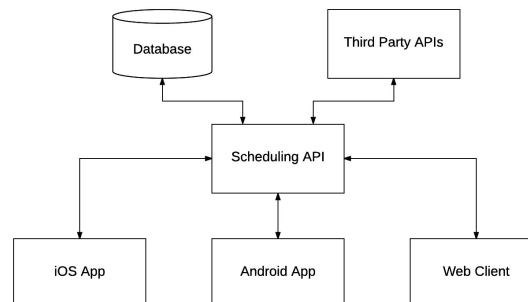 Database
Third Party APIs
Scheduling API
iOS App
Android App
Web Client